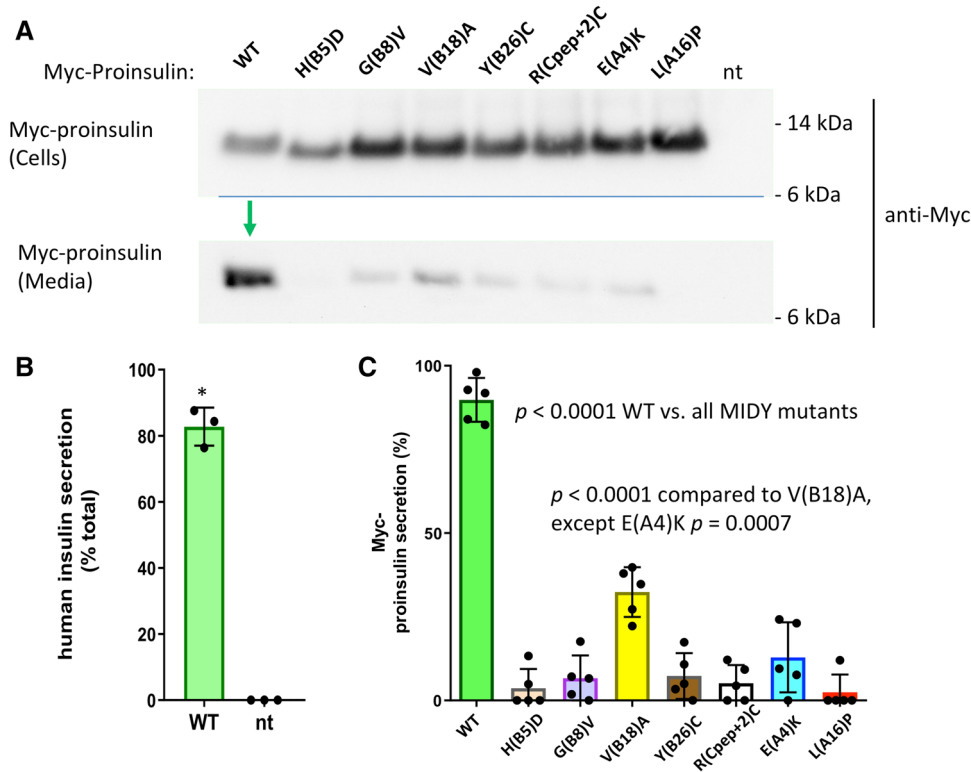 A
Myc-Proinsulin:
WT
H(B5)D
G(B8)V
V(B18)A
Y(B26)C
R(Cpep+2)C
E(A4)K
L(A16)P
nt
Myc-proinsulin
(Cells)
- 14 kDa
- 6 kDa
anti-Myc
Myc-proinsulin
(Media)
- 6 kDa
B
human insulin secretion
(% total)
100
80
60
40
20
0
*
WT
nt
C
Myc-
proinsulin secretion (%)
100
50
0
p < 0.0001 WT vs. all MIDY mutants
p < 0.0001 compared to V(B18)A,
except E(A4)K p = 0.0007
WT
H(B5)D
G(B8)V
V(B18)A
Y(B26)C
R(Cpep+2)C
E(A4)K
L(A16)P